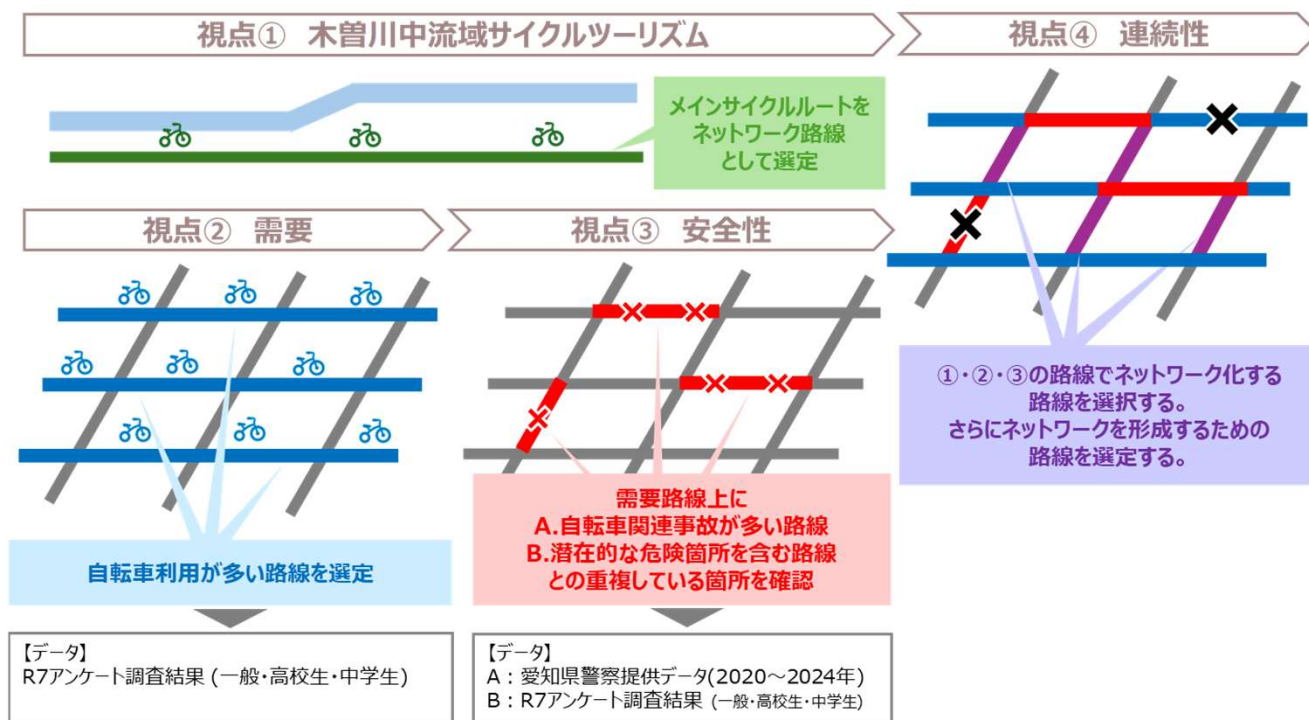 視点① 木曽川中流域サイクルツーリズム
メインサイクルルートを
ネットワーク路線
として選定
視点② 需要
自転車利用が多い路線を選定
【データ】
R7アンケート調査結果 (一般・高校生・中学生)
視点③ 安全性
需要路線上に
A.自転車関連事故が多い路線
B.潜在的な危険箇所を含む路線
との重複している箇所を確認
【データ】
A：愛知県警察提供データ(2020～2024年)
B：R7アンケート調査結果 (一般・高校生・中学生)
視点④ 連続性
①・②・③の路線でネットワーク化する
路線を選択する。
さらにネットワークを形成するための
路線を選定する。